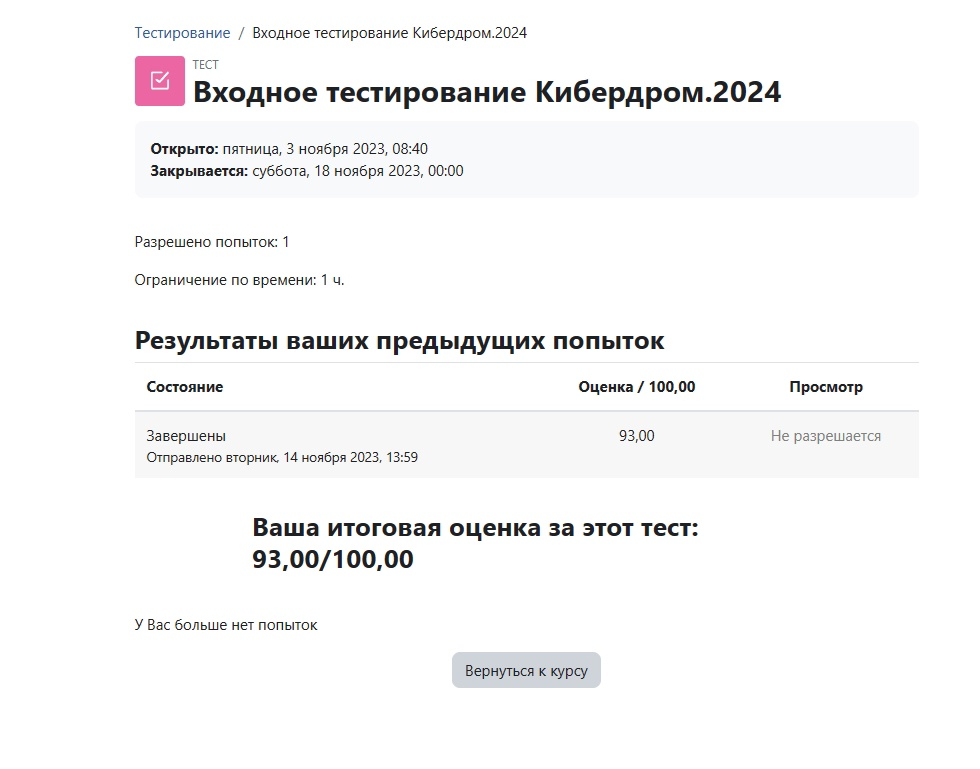 Тестирование / Входное тестирование Кибердром.2024
ТЕСТ
Входное тестирование Кибердром.2024
Открыто: пятница, 3 ноября 2023, 08:40
Закрывается: суббота, 18 ноября 2023, 00:00
Разрешено попыток: 1
Ограничение по времени: 1 ч.
Результаты ваших предыдущих попыток
Состояние Оценка / 100,00 Просмотр
Завершены 93,00 Не разрешается
Отправлено вторник, 14 ноября 2023, 13:59
Ваша итоговая оценка за этот тест:
93,00/100,00
У Вас больше нет попыток
Вернуться к курсу